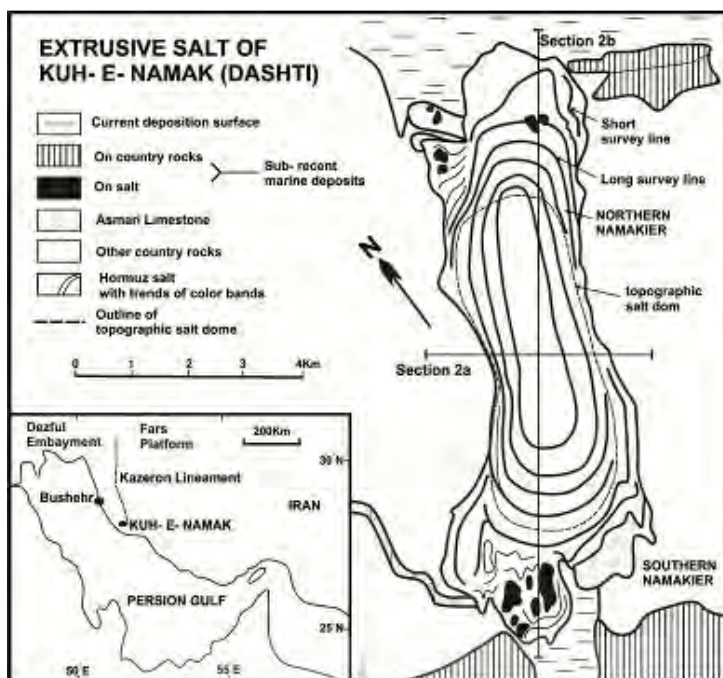 EXTRUSIVE SALT OF
KUH- E- NAMAK (DASHTI)
Current deposition surface
On country rocks
On salt
Sub- recent
marine deposits
Asmari Limestone
Other country rocks
Hormuz salt
with trends of color bands
Outline of
topographic salt dome
0 1 2 3 4Km
Section 2b
Short
survey line
Long survey line
NORTHERN
NAMAKIER
N
topographic
salt dom
Section 2a
SOUTHERN
NAMAKIER
Dezful
Embayment
Fars
Platform
200Km
Kazeron Lineament
30 N
Bushehr
IRAN
KUH- E- NAMAK
PERSION GULF
25 N
50 E
55 E